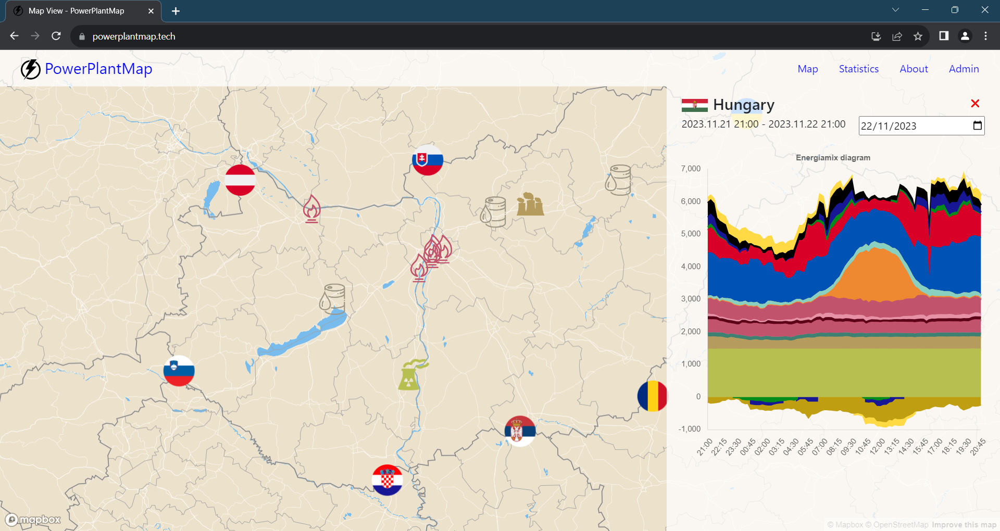 Map View - PowerPlantMap
powerplantmap.tech
PowerPlantMap
Map Statistics About Admin
Hungary
2023.11.21 21:00 - 2023.11.22 21:00
22/11/2023
Energiamix diagram
7,000
6,000
5,000
4,000
3,000
2,000
1,000
0
-1,000
21:00 22:15 23:30 00:45 02:00 03:15 04:30 05:45 07:00 08:15 09:30 10:45 12:00 13:15 14:30 15:45 17:00 18:15 19:30 20:45
mapbox
© Mapbox © OpenStreetMap Improve this map